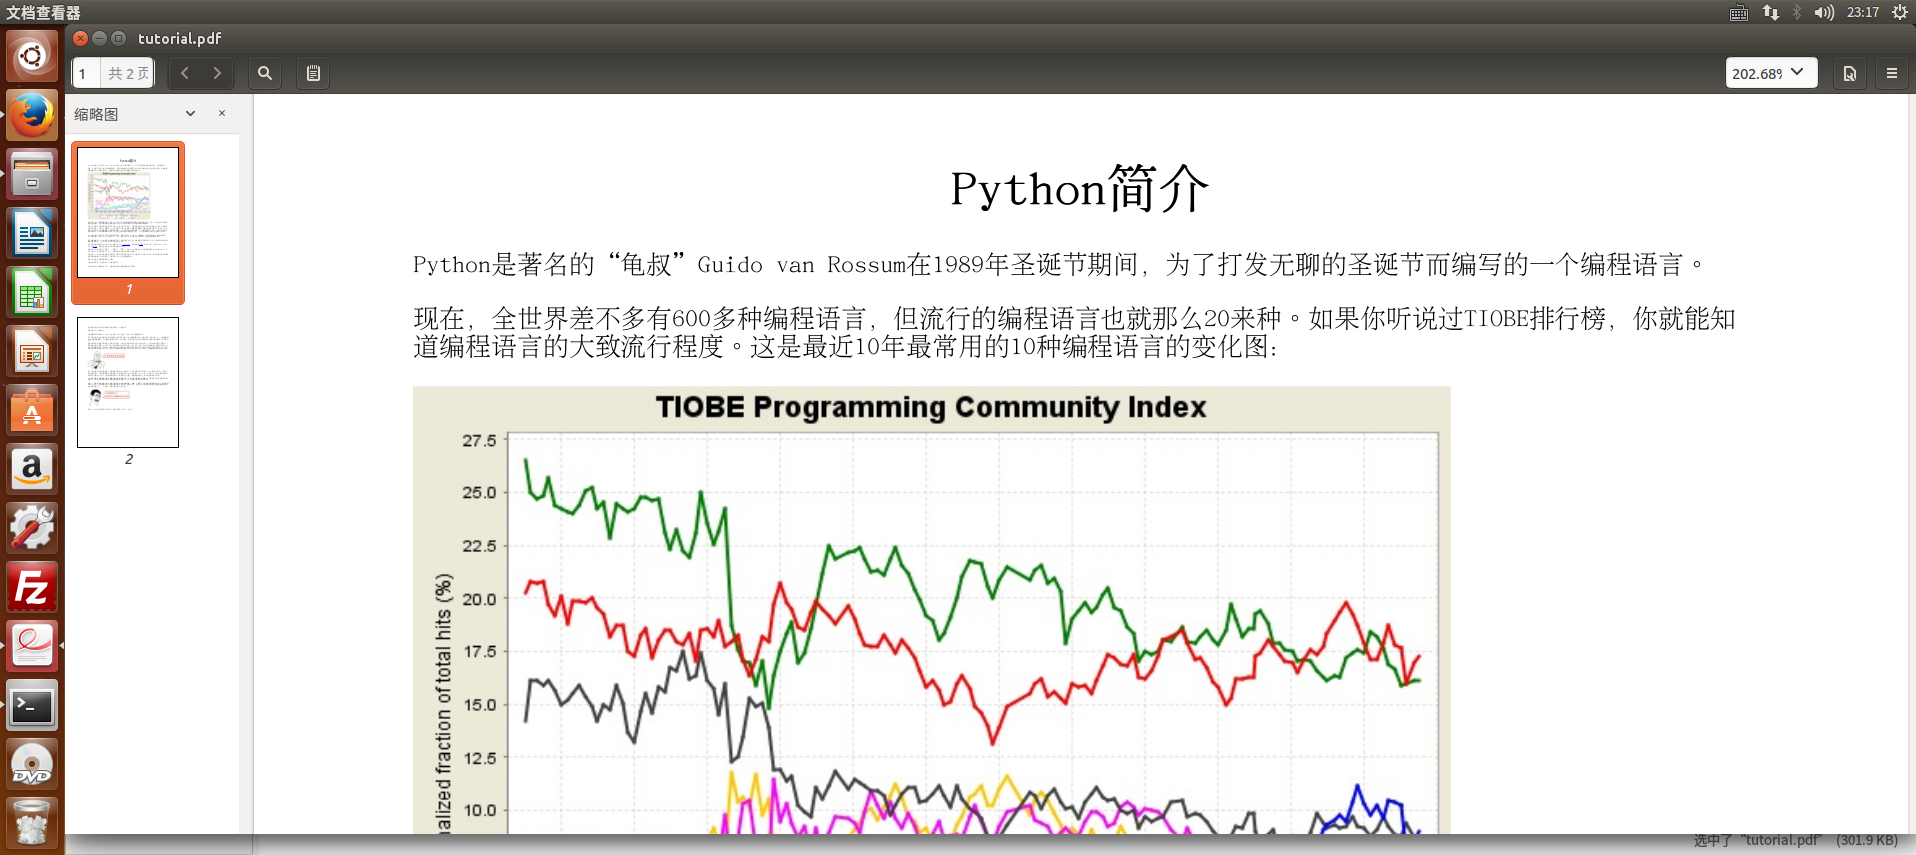 文档查看器
23:17
tutorial.pdf
1
共 2 页
202.68%
缩略图
1
2
Python简介
Python是著名的“龟叔”Guido van Rossum在1989年圣诞节期间，为了打发无聊的圣诞节而编写的一个编程语言。
现在，全世界差不多有600多种编程语言，但流行的编程语言也就那么20来种。如果你听说过TIOBE排行榜，你就能知
道编程语言的大致流行程度。这是最近10年最常用的10种编程语言的变化图：
TIOBE Programming Community Index
27.5
25.0
22.5
20.0
17.5
15.0
12.5
10.0
alized fraction of total hits (%)
选中了“tutorial.pdf” (301.9 KB)
DVD